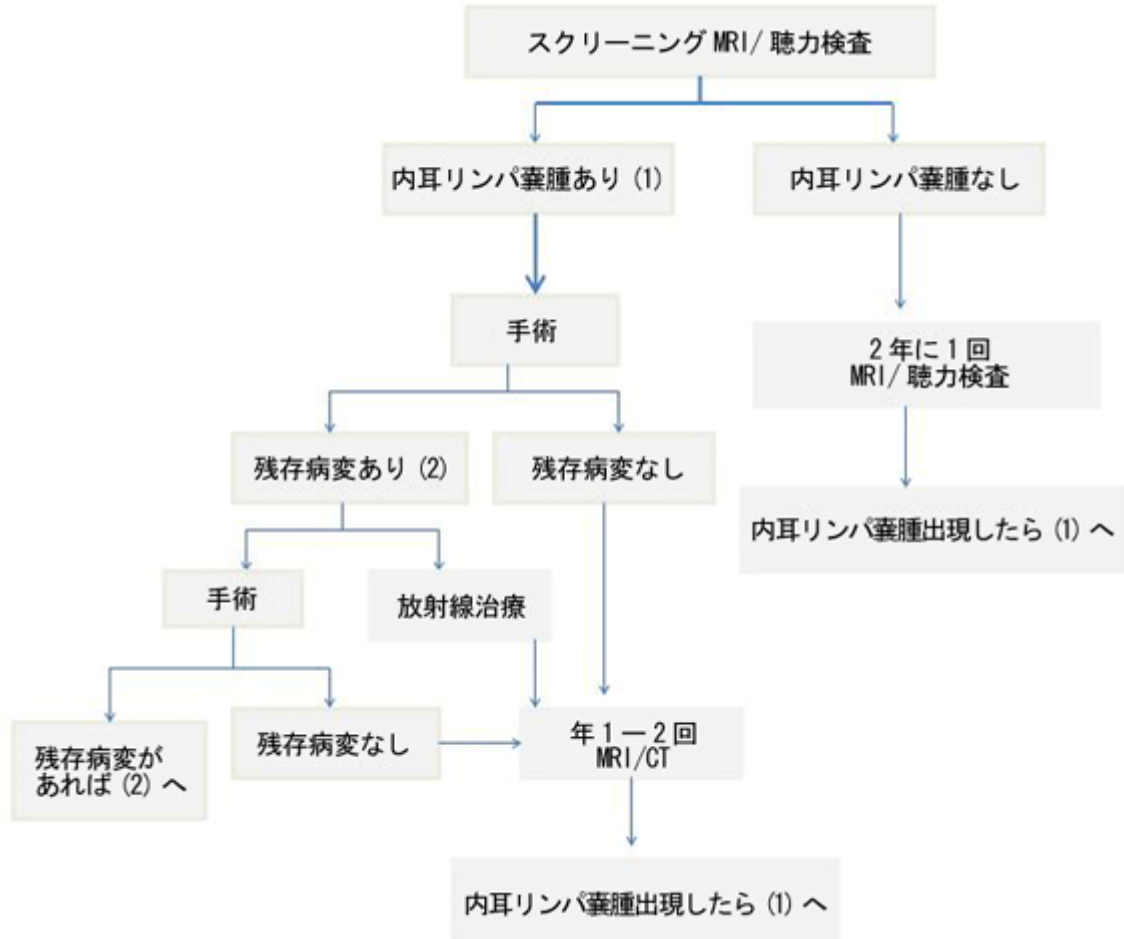 スクリーニング MRI/ 聴力検査
内耳リンパ嚢腫あり (1)
内耳リンパ嚢腫なし
手術
2 年に 1 回
MRI/ 聴力検査
残存病変あり (2)
残存病変なし
内耳リンパ嚢腫出現したら (1) へ
手術
放射線治療
残存病変が
あれば (2) へ
残存病変なし
年 1 ー 2 回
MRI/CT
内耳リンパ嚢腫出現したら (1) へ